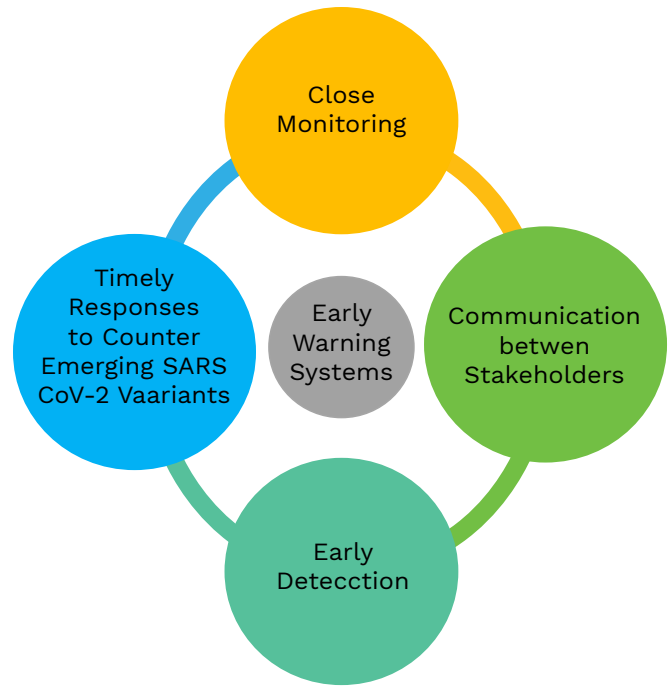 Close
Monitoring
Timely
Responses
to Counter
Emerging SARS
CoV-2 Vaariants
Early
Warning
Systems
Communication
betwen
Stakeholders
Early
Detecction